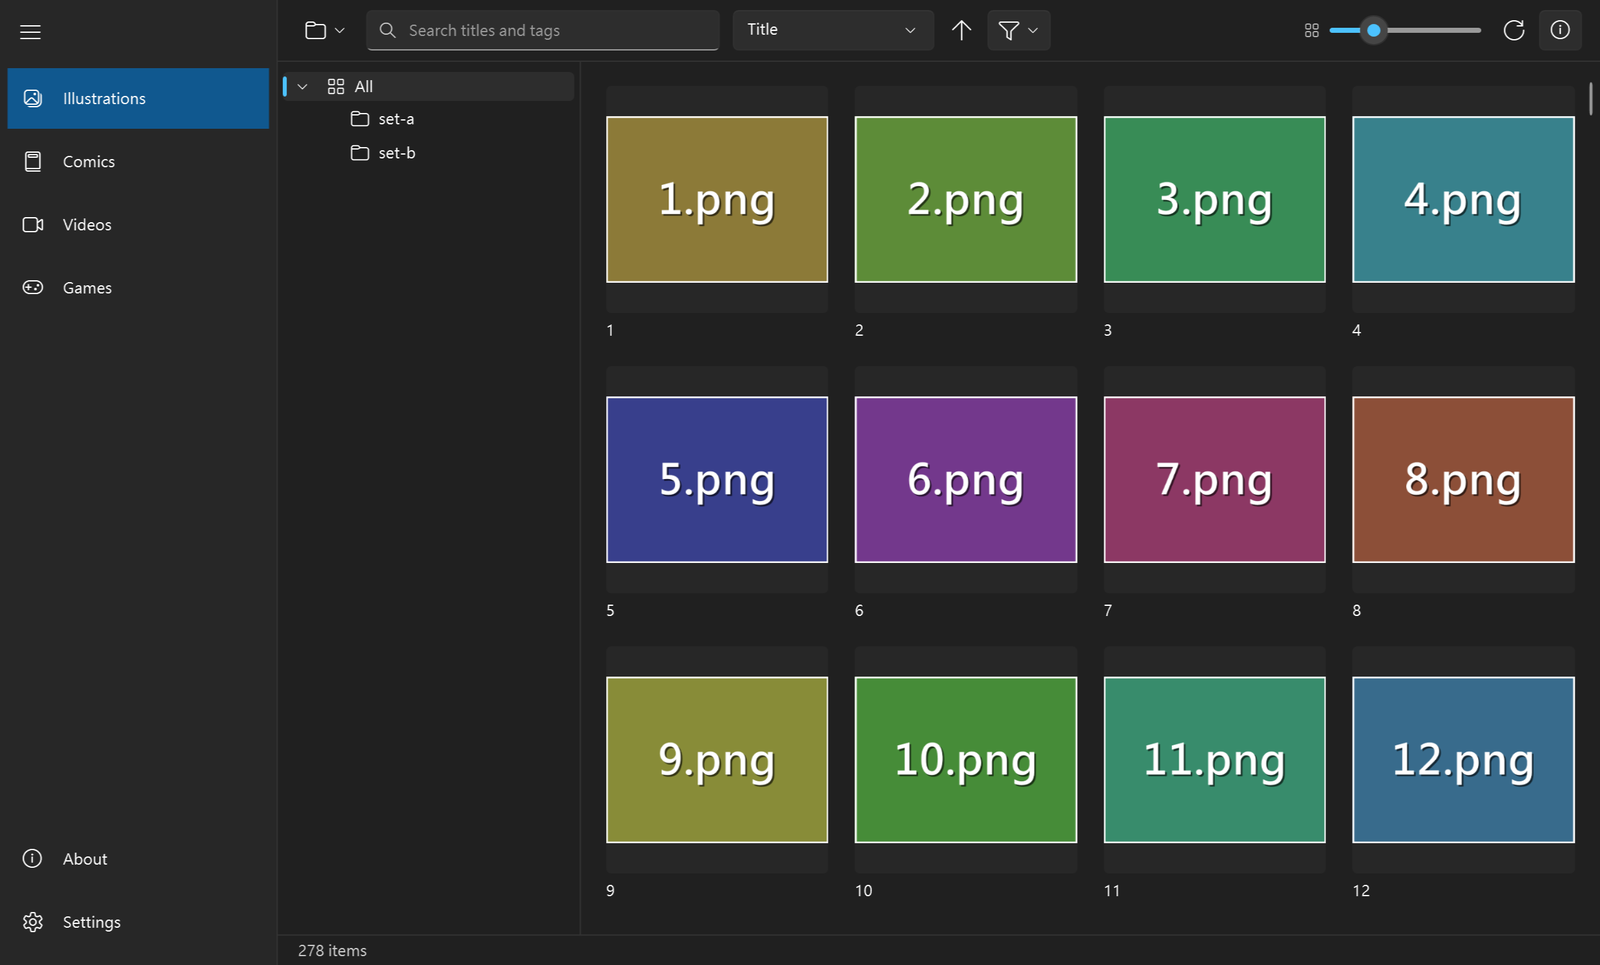 Search titles and tags
Title
Illustrations
Comics
Videos
Games
About
Settings
All
set-a
set-b
1.png
2.png
3.png
4.png
1
2
3
4
5.png
6.png
7.png
8.png
5
6
7
8
9.png
10.png
11.png
12.png
9
10
11
12
278 items